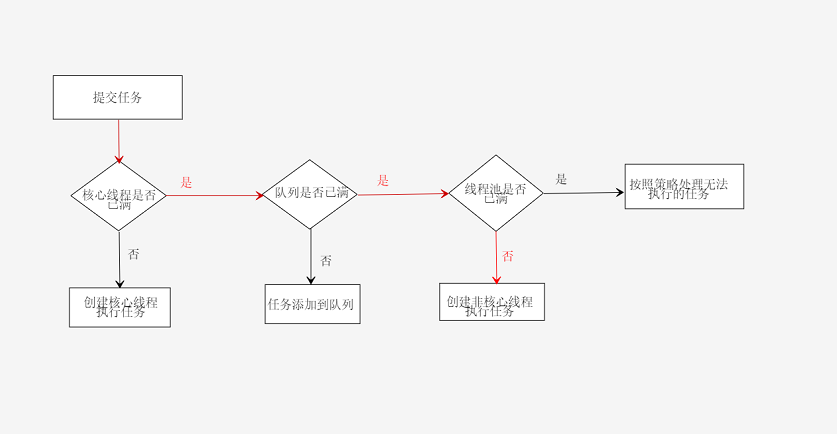 提交任务
核心线程是否
已满
是
队列是否已满
是
线程池是否
已满
是
按照策略处理无法
执行的任务
否
否
否
创建核心线程
执行任务
任务添加到队列
创建非核心线程
执行任务